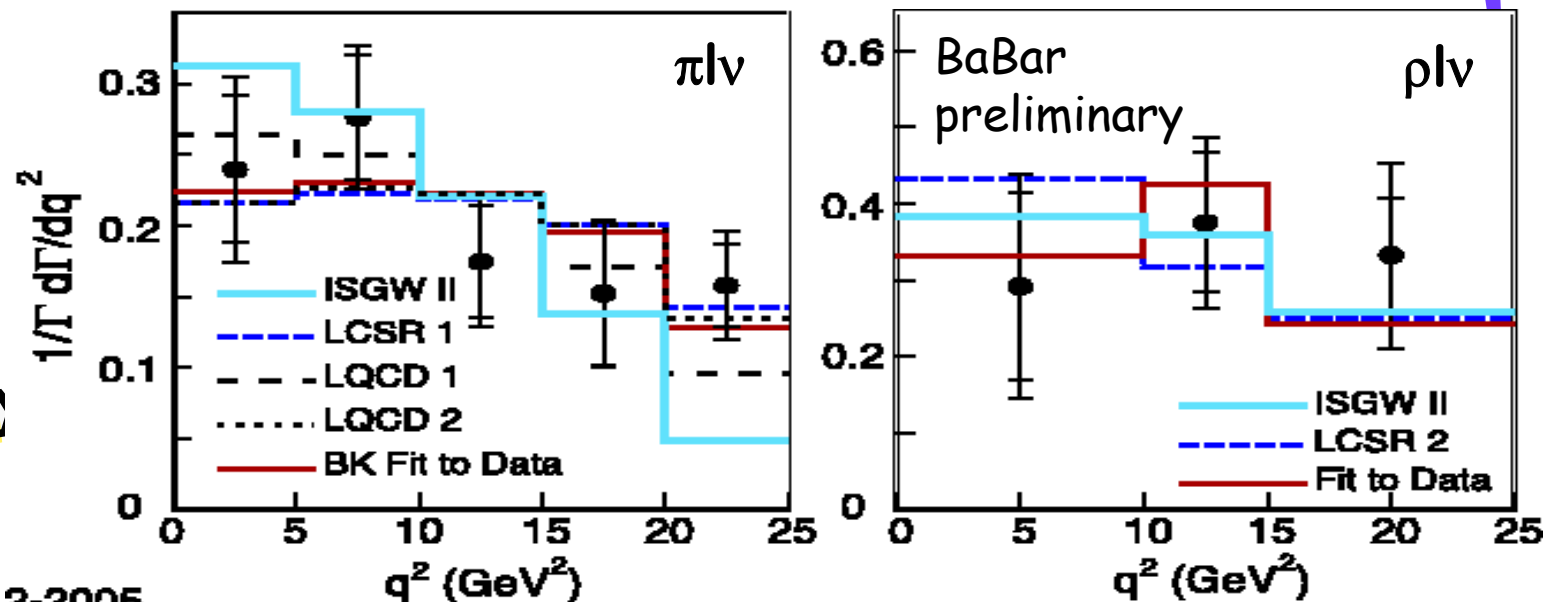 πlν
0.3
0.2
0.1
0
1/Γ dΓ/dq²
ISGW II
LCSR 1
LQCD 1
LQCD 2
BK Fit to Data
0 5 10 15 20 25
q² (GeV²)
BaBar
preliminary
ρlν
0.6
0.4
0.2
0
ISGW II
LCSR 2
Fit to Data
0 5 10 15 20 25
q² (GeV²)
-2005